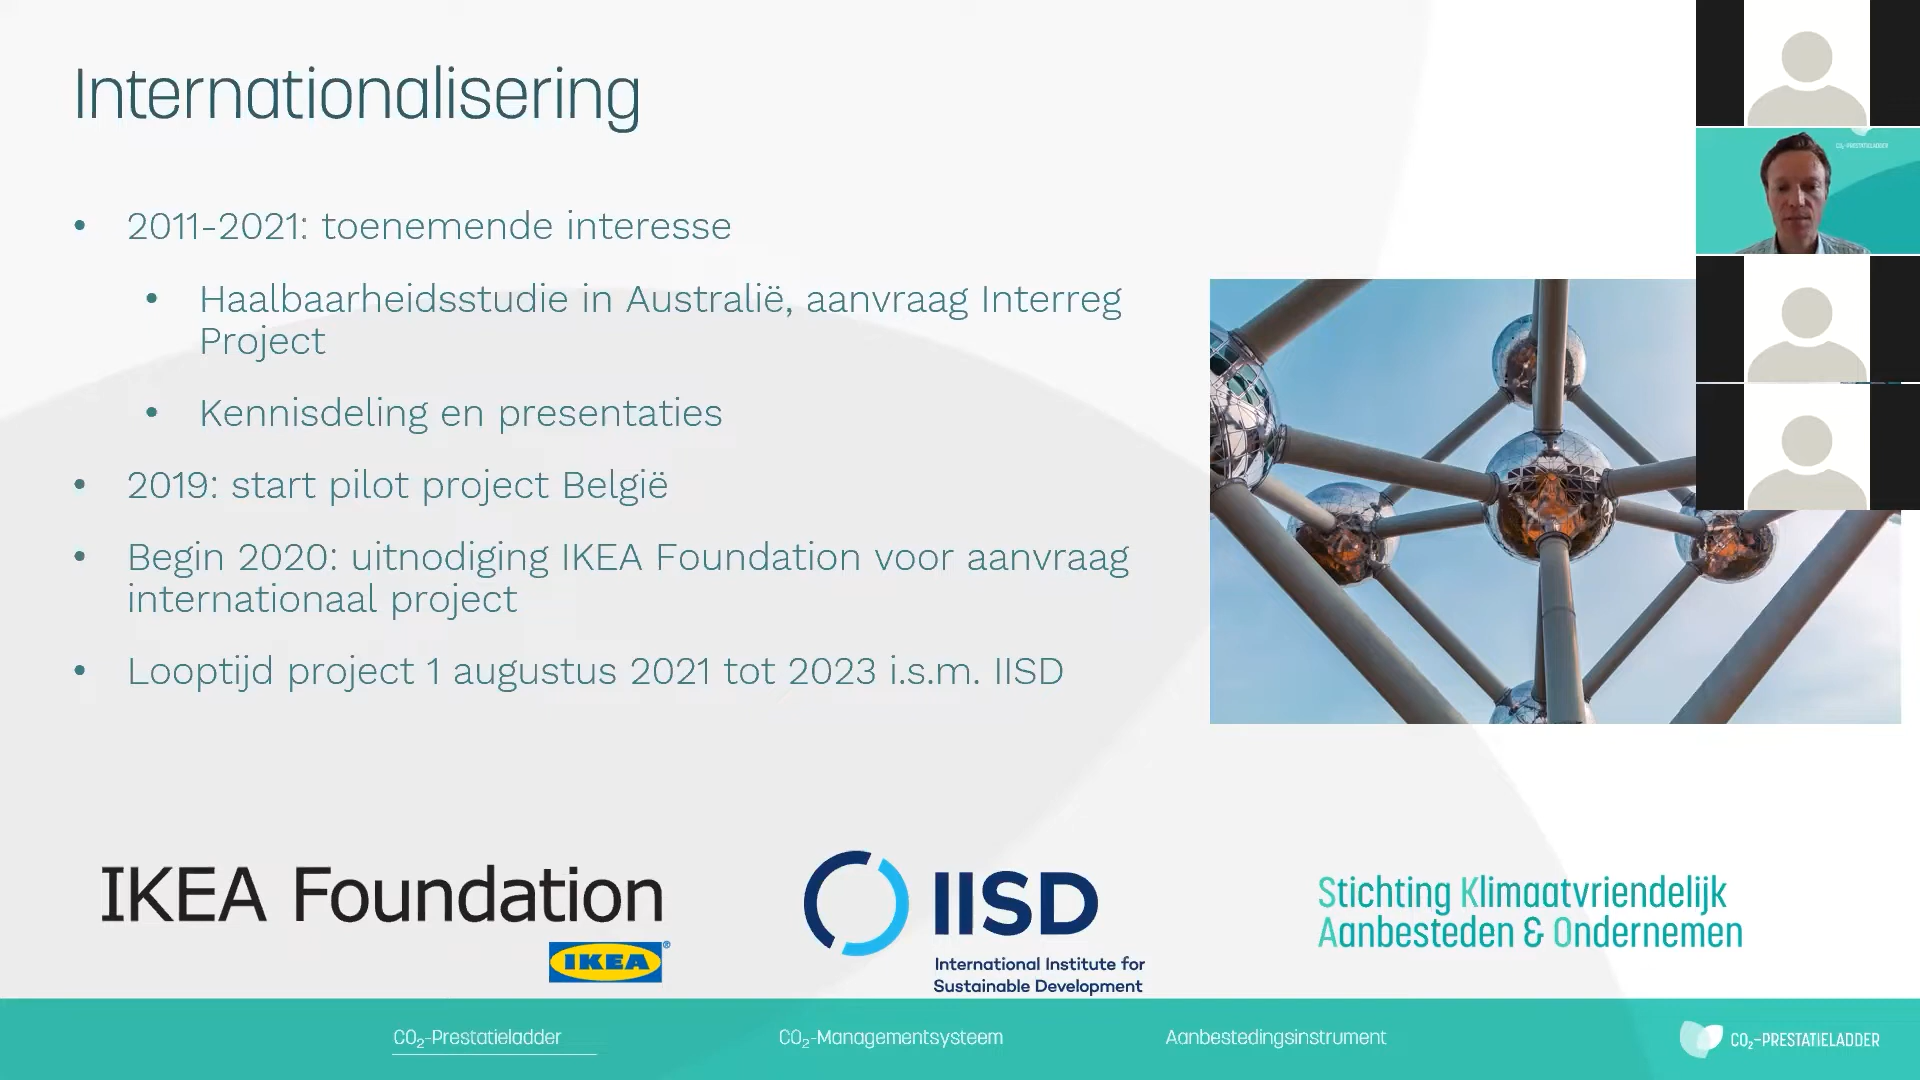 Internationalisering
• 2011-2021: toenemende interesse
• Haalbaarheidsstudie in Australië, aanvraag Interreg
Project
• Kennisdeling en presentaties
• 2019: start pilot project België
• Begin 2020: uitnodiging IKEA Foundation voor aanvraag
internationaal project
• Looptijd project 1 augustus 2021 tot 2023 i.s.m. IISD
CO₂-PRESTATIELADDER
IKEA Foundation
IKEA®
IISD
International Institute for
Sustainable Development
Stichting Klimaatvriendelijk
Aanbesteden & Ondernemen
CO₂-Prestatieladder
CO₂-Managementsysteem
Aanbestedingsinstrument
CO₂-PRESTATIELADDER